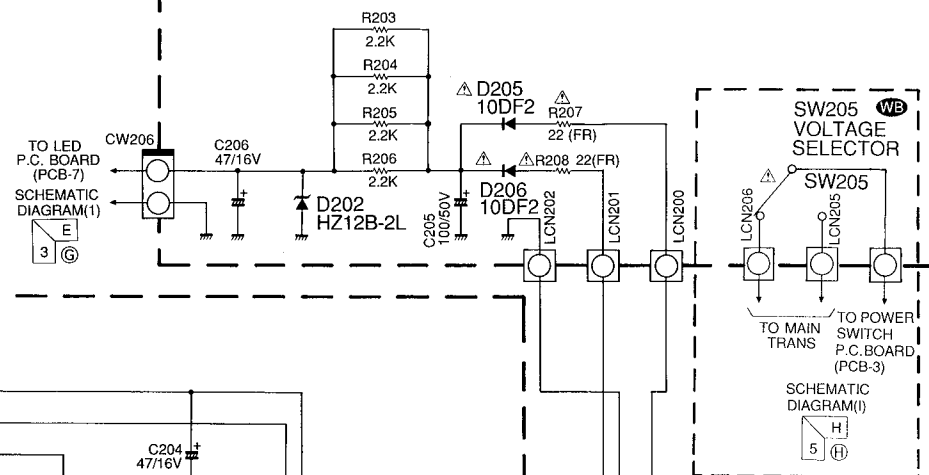 R203
2.2K
R204
2.2K
R205
2.2K
R206
2.2K
D205
10DF2
R207
22 (FR)
R208 22(FR)
D206
10DF2
CW206
TO LED
P.C. BOARD
(PCB-7)
SCHEMATIC
DIAGRAM(1)
E
3 G
C206
47/16V
+
D202
HZ12B-2L
C205
100/50V
+
LCN202
LCN201
LCN200
SW205 WB
VOLTAGE
SELECTOR
SW205
LCN206
LCN205
TO MAIN
TRANS
TO POWER
SWITCH
P.C.BOARD
(PCB-3)
SCHEMATIC
DIAGRAM(I)
H
5 H
C204
47/16V
+